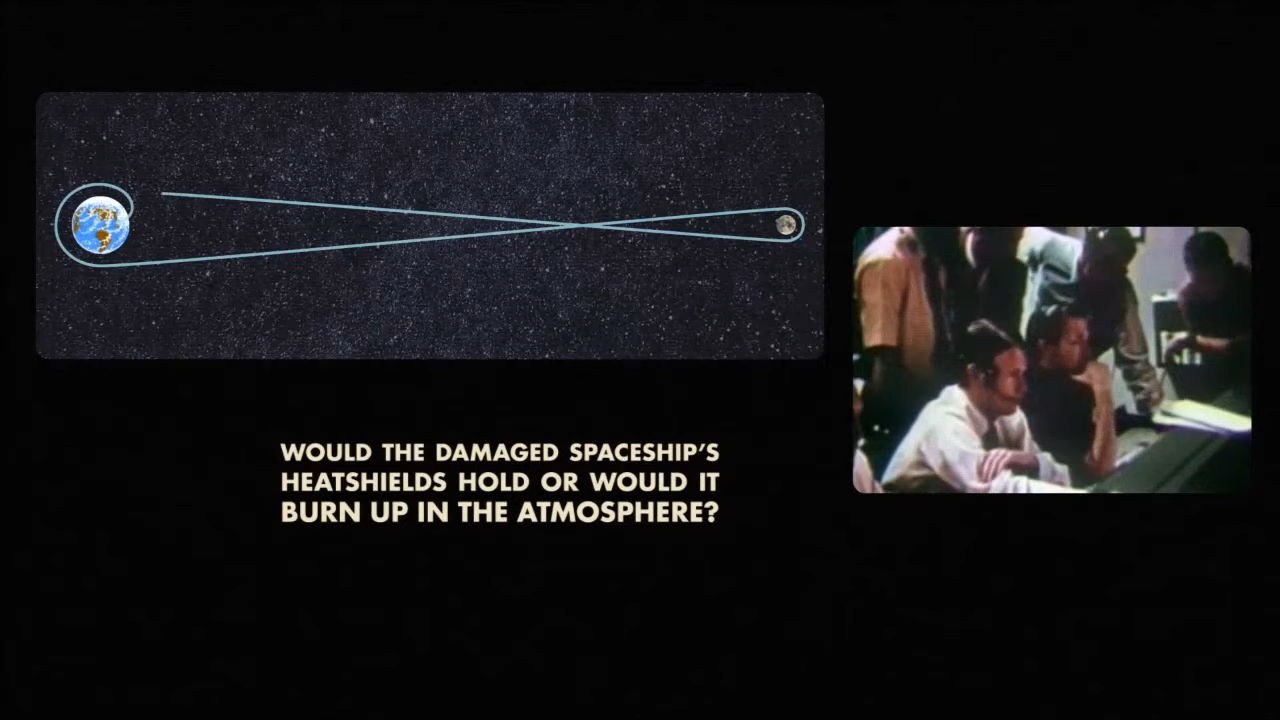 WOULD THE DAMAGED SPACESHIP'S
HEATSHIELDS HOLD OR WOULD IT
BURN UP IN THE ATMOSPHERE?